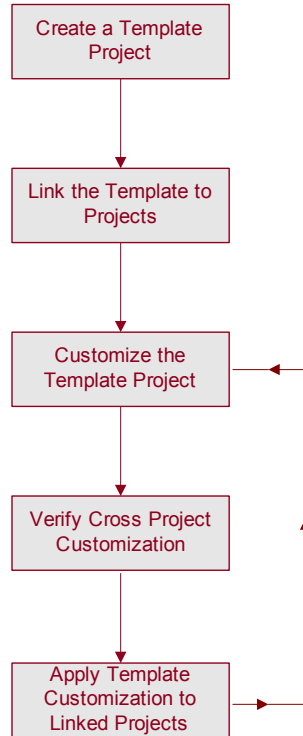 Create a Template
Project
Link the Template to
Projects
Customize the
Template Project
Verify Cross Project
Customization
Apply Template
Customization to
Linked Projects